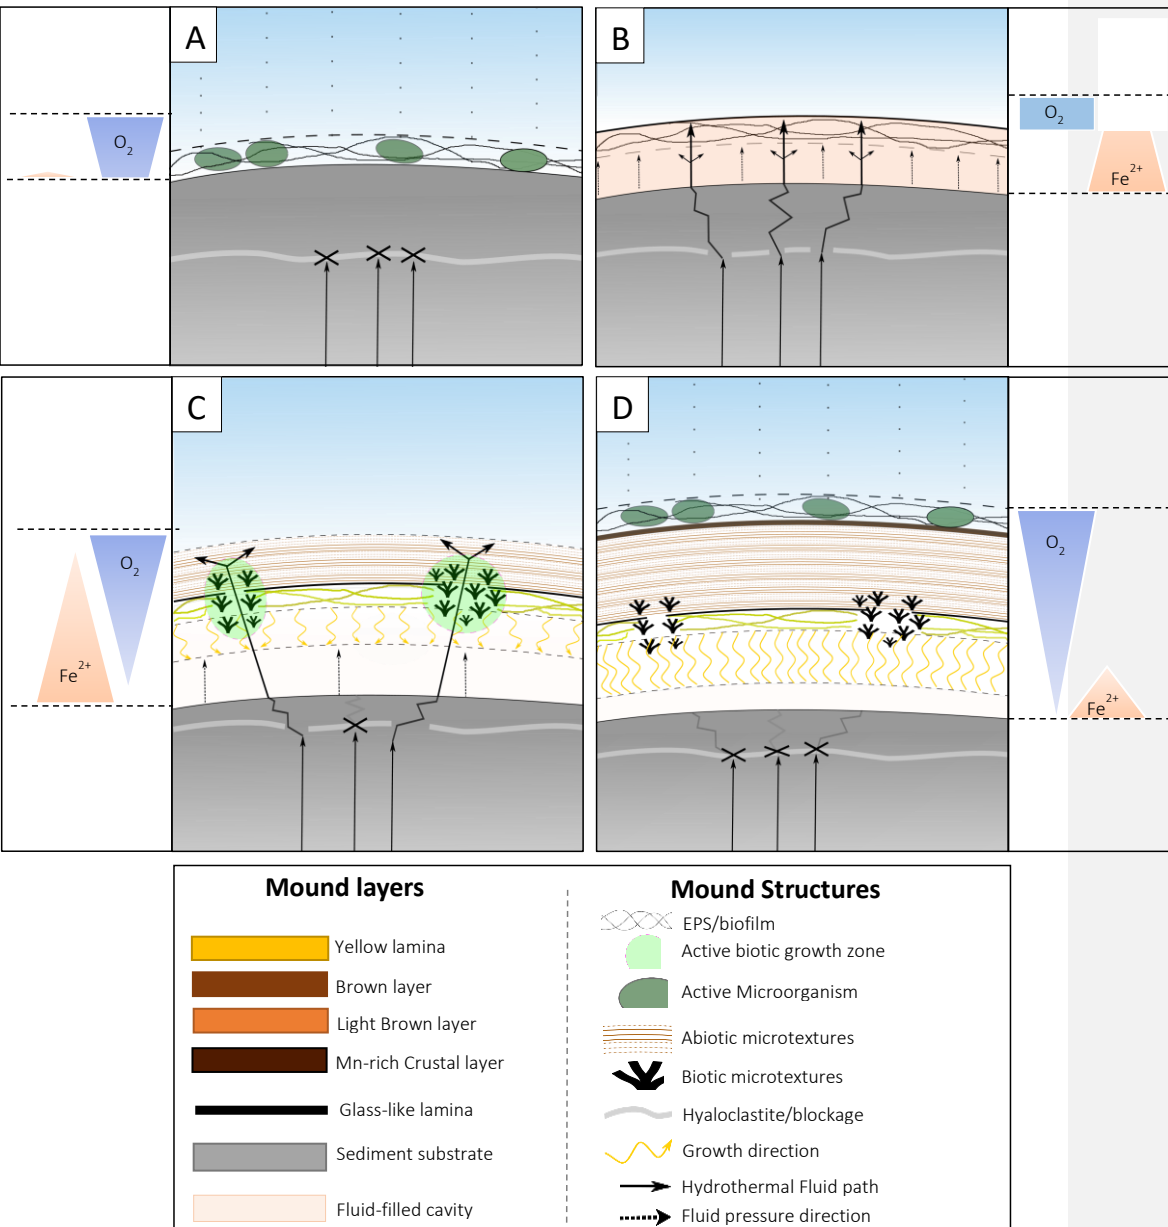 A
B
O2
O2
Fe2+
C
D
O2
Fe2+
O2
Fe2+
Mound layers
Yellow lamina
Brown layer
Light Brown layer
Mn-rich Crustal layer
Glass-like lamina
Sediment substrate
Fluid-filled cavity
Mound Structures
EPS/biofilm
Active biotic growth zone
Active Microorganism
Abiotic microtextures
Biotic microtextures
Hyaloclastite/blockage
Growth direction
Hydrothermal Fluid path
Fluid pressure direction